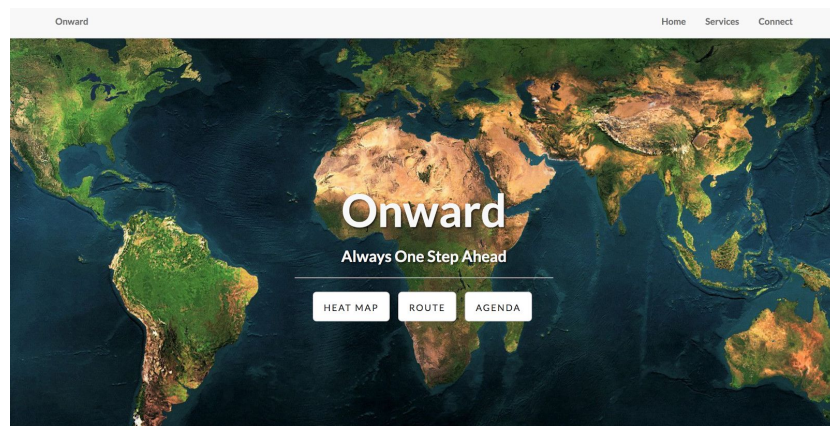 Onward
Home Services Connect
Onward
Always One Step Ahead
HEAT MAP ROUTE AGENDA